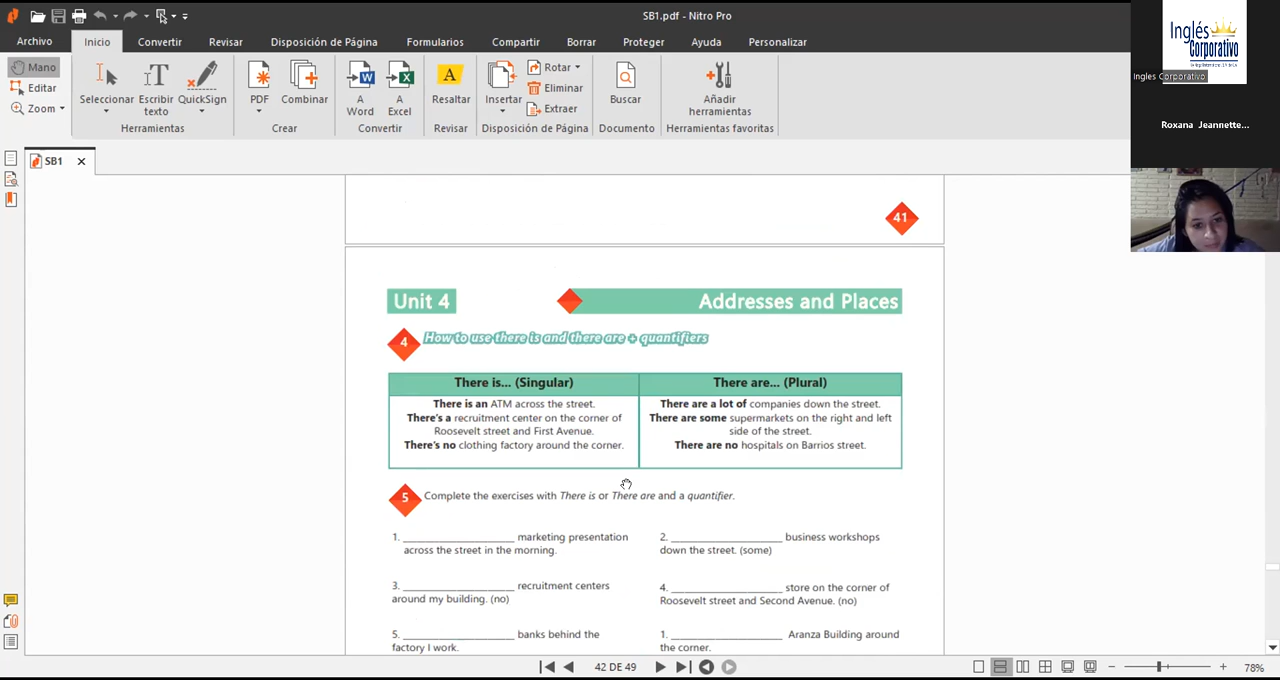 SB1.pdf - Nitro Pro
Archivo Inicio Convertir Revisar Disposición de Página Formularios Compartir Borrar Proteger Ayuda Personalizar
Mano
Editar
Zoom
Seleccionar
Escribir texto
QuickSign
Herramientas
PDF
Combinar
Crear
A Word
A Excel
Convertir
Resaltar
Revisar
Insertar
Rotar
Eliminar
Extraer
Disposición de Página
Buscar
Documento
Añadir herramientas
Herramientas favoritas
Inglés
Corporativo
Ingles Corporativo
Roxana Jeannette...
SB1
41
Unit 4
Addresses and Places
4 How to use there is and there are + quantifiers
There is... (Singular)
There is an ATM across the street.
There's a recruitment center on the corner of
Roosevelt street and First Avenue.
There's no clothing factory around the corner.
There are... (Plural)
There are a lot of companies down the street.
There are some supermarkets on the right and left
side of the street.
There are no hospitals on Barrios street.
5 Complete the exercises with There is or There are and a quantifier.
1. ____________________ marketing presentation
across the street in the morning.
2. ____________________ business workshops
down the street. (some)
3. ____________________ recruitment centers
around my building. (no)
4. ____________________ store on the corner of
Roosevelt street and Second Avenue. (no)
5. ____________________ banks behind the
factory I work.
1. ____________________ Aranza Building around
the corner.
42 DE 49
78%